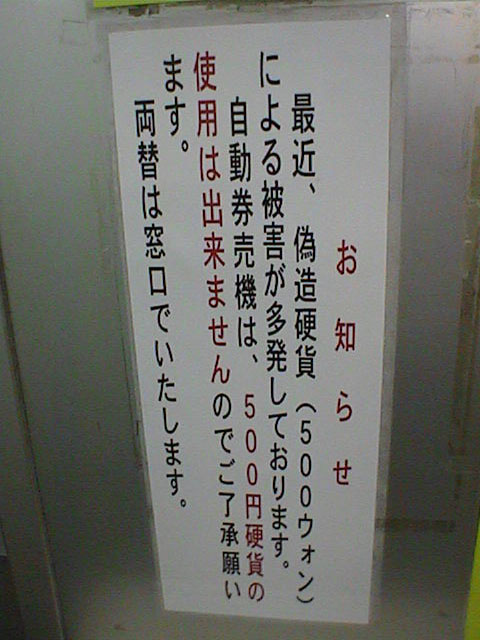 お知らせ
最近、偽造硬貨（500ウォン）
による被害が多発しております。
自動券売機は、500円硬貨の
使用は出来ませんのでご了承願い
ます。
両替は窓口でいたします。